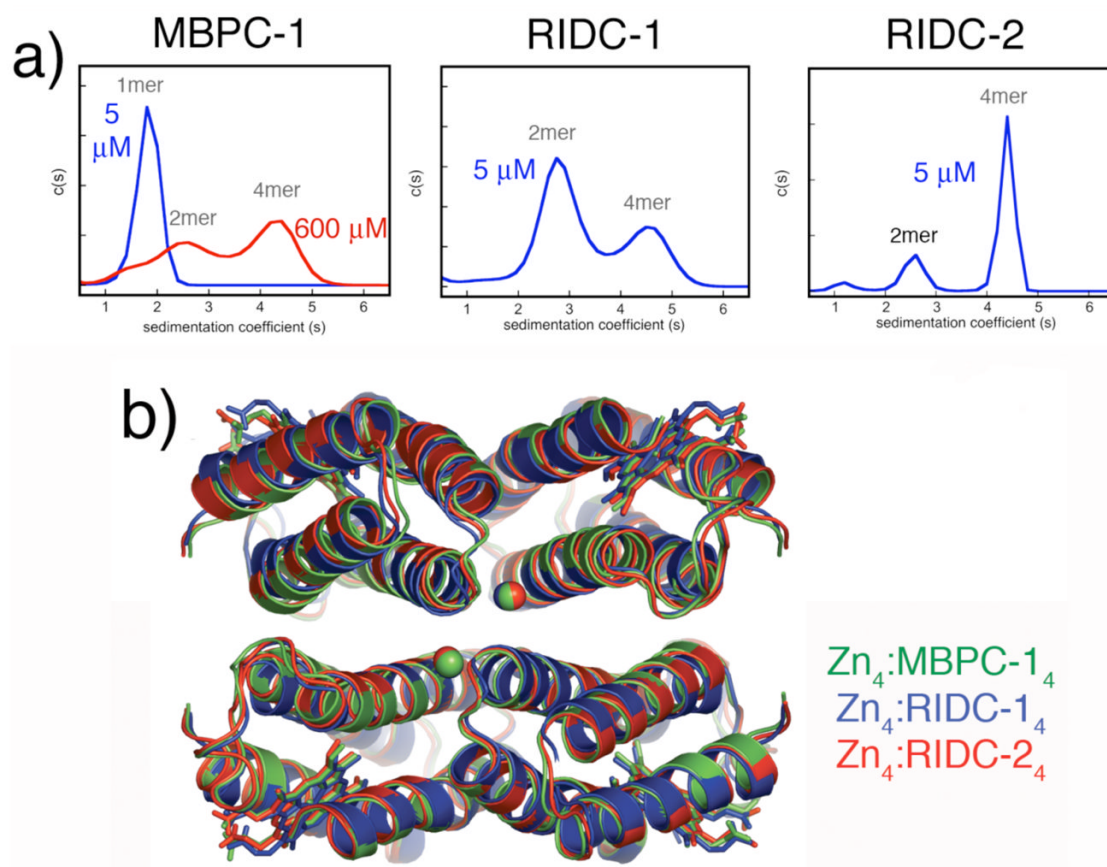 a)
MBPC-1
RIDC-1
RIDC-2
1mer
5
μM
2mer
4mer
600 μM
c(s)
1 2 3 4 5 6
sedimentation coefficient (s)
2mer
5 μM
4mer
c(s)
1 2 3 4 5 6
sedimentation coefficient (s)
4mer
5 μM
2mer
c(s)
1 2 3 4 5 6
sedimentation coefficient (s)
b)
Zn₄:MBPC-1₄
Zn₄:RIDC-1₄
Zn₄:RIDC-2₄